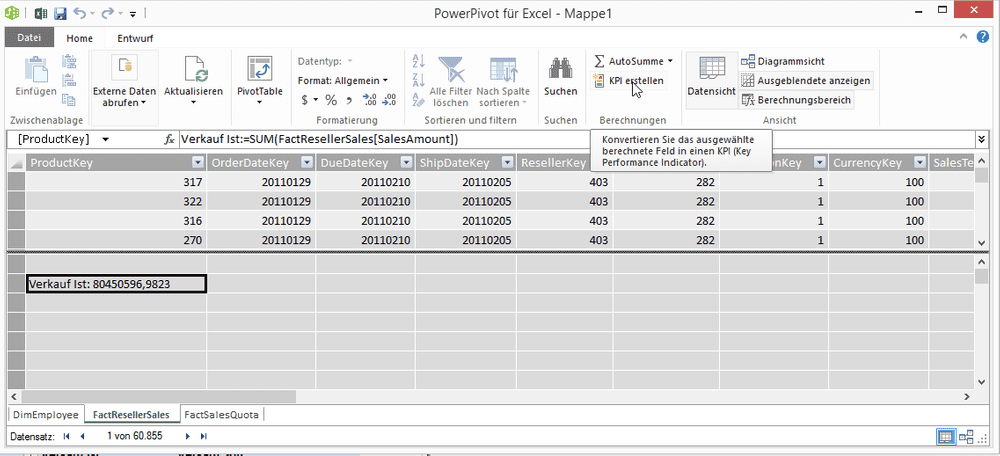 PowerPivot für Excel - Mappe1
Datei Home Entwurf
Einfügen
Zwischenablage
Externe Daten
abrufen
Aktualisieren
PivotTable
Datentyp:
Format: Allgemein
$ % , ,00 ,00
Formatierung
Alle Filter
löschen
Nach Spalte
sortieren
Sortieren und filtern
Suchen
Suchen
AutoSumme
KPI erstellen
Berechnungen
Datensicht
Diagrammsicht
Ausgeblendete anzeigen
Berechnungsbereich
Ansicht
[ProductKey] fx Verkauf Ist:=SUM(FactResellerSales[SalesAmount])
Konvertieren Sie das ausgewählte
berechnete Feld in einen KPI (Key
Performance Indicator).
ProductKey OrderDateKey DueDateKey ShipDateKey ResellerKey onKey CurrencyKey SalesTe
317 20110129 20110210 20110205 403 282 1 100
322 20110129 20110210 20110205 403 282 1 100
316 20110129 20110210 20110205 403 282 1 100
270 20110129 20110210 20110205 403 282 1 100
Verkauf Ist: 80450596,9823
DimEmployee FactResellerSales FactSalesQuota
Datensatz: 1 von 60.855